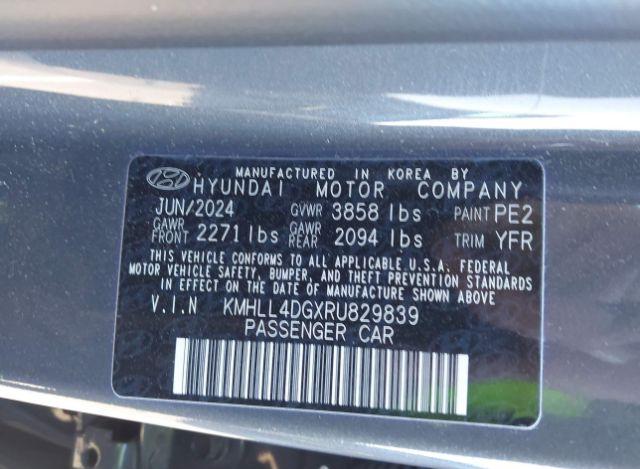 MANUFACTURED IN KOREA BY
HYUNDAI MOTOR COMPANY
JUN/2024 GVWR 3858 lbs PAINT PE2
GAWR FRONT 2271 lbs GAWR REAR 2094 lbs TRIM YFR
THIS VEHICLE CONFORMS TO ALL APPLICABLE U.S.A. FEDERAL
MOTOR VEHICLE SAFETY, BUMPER, AND THEFT PREVENTION STANDARDS
IN EFFECT ON THE DATE OF MANUFACTURE SHOWN ABOVE.
V.I.N KMHLL4DGXRU829839
PASSENGER CAR